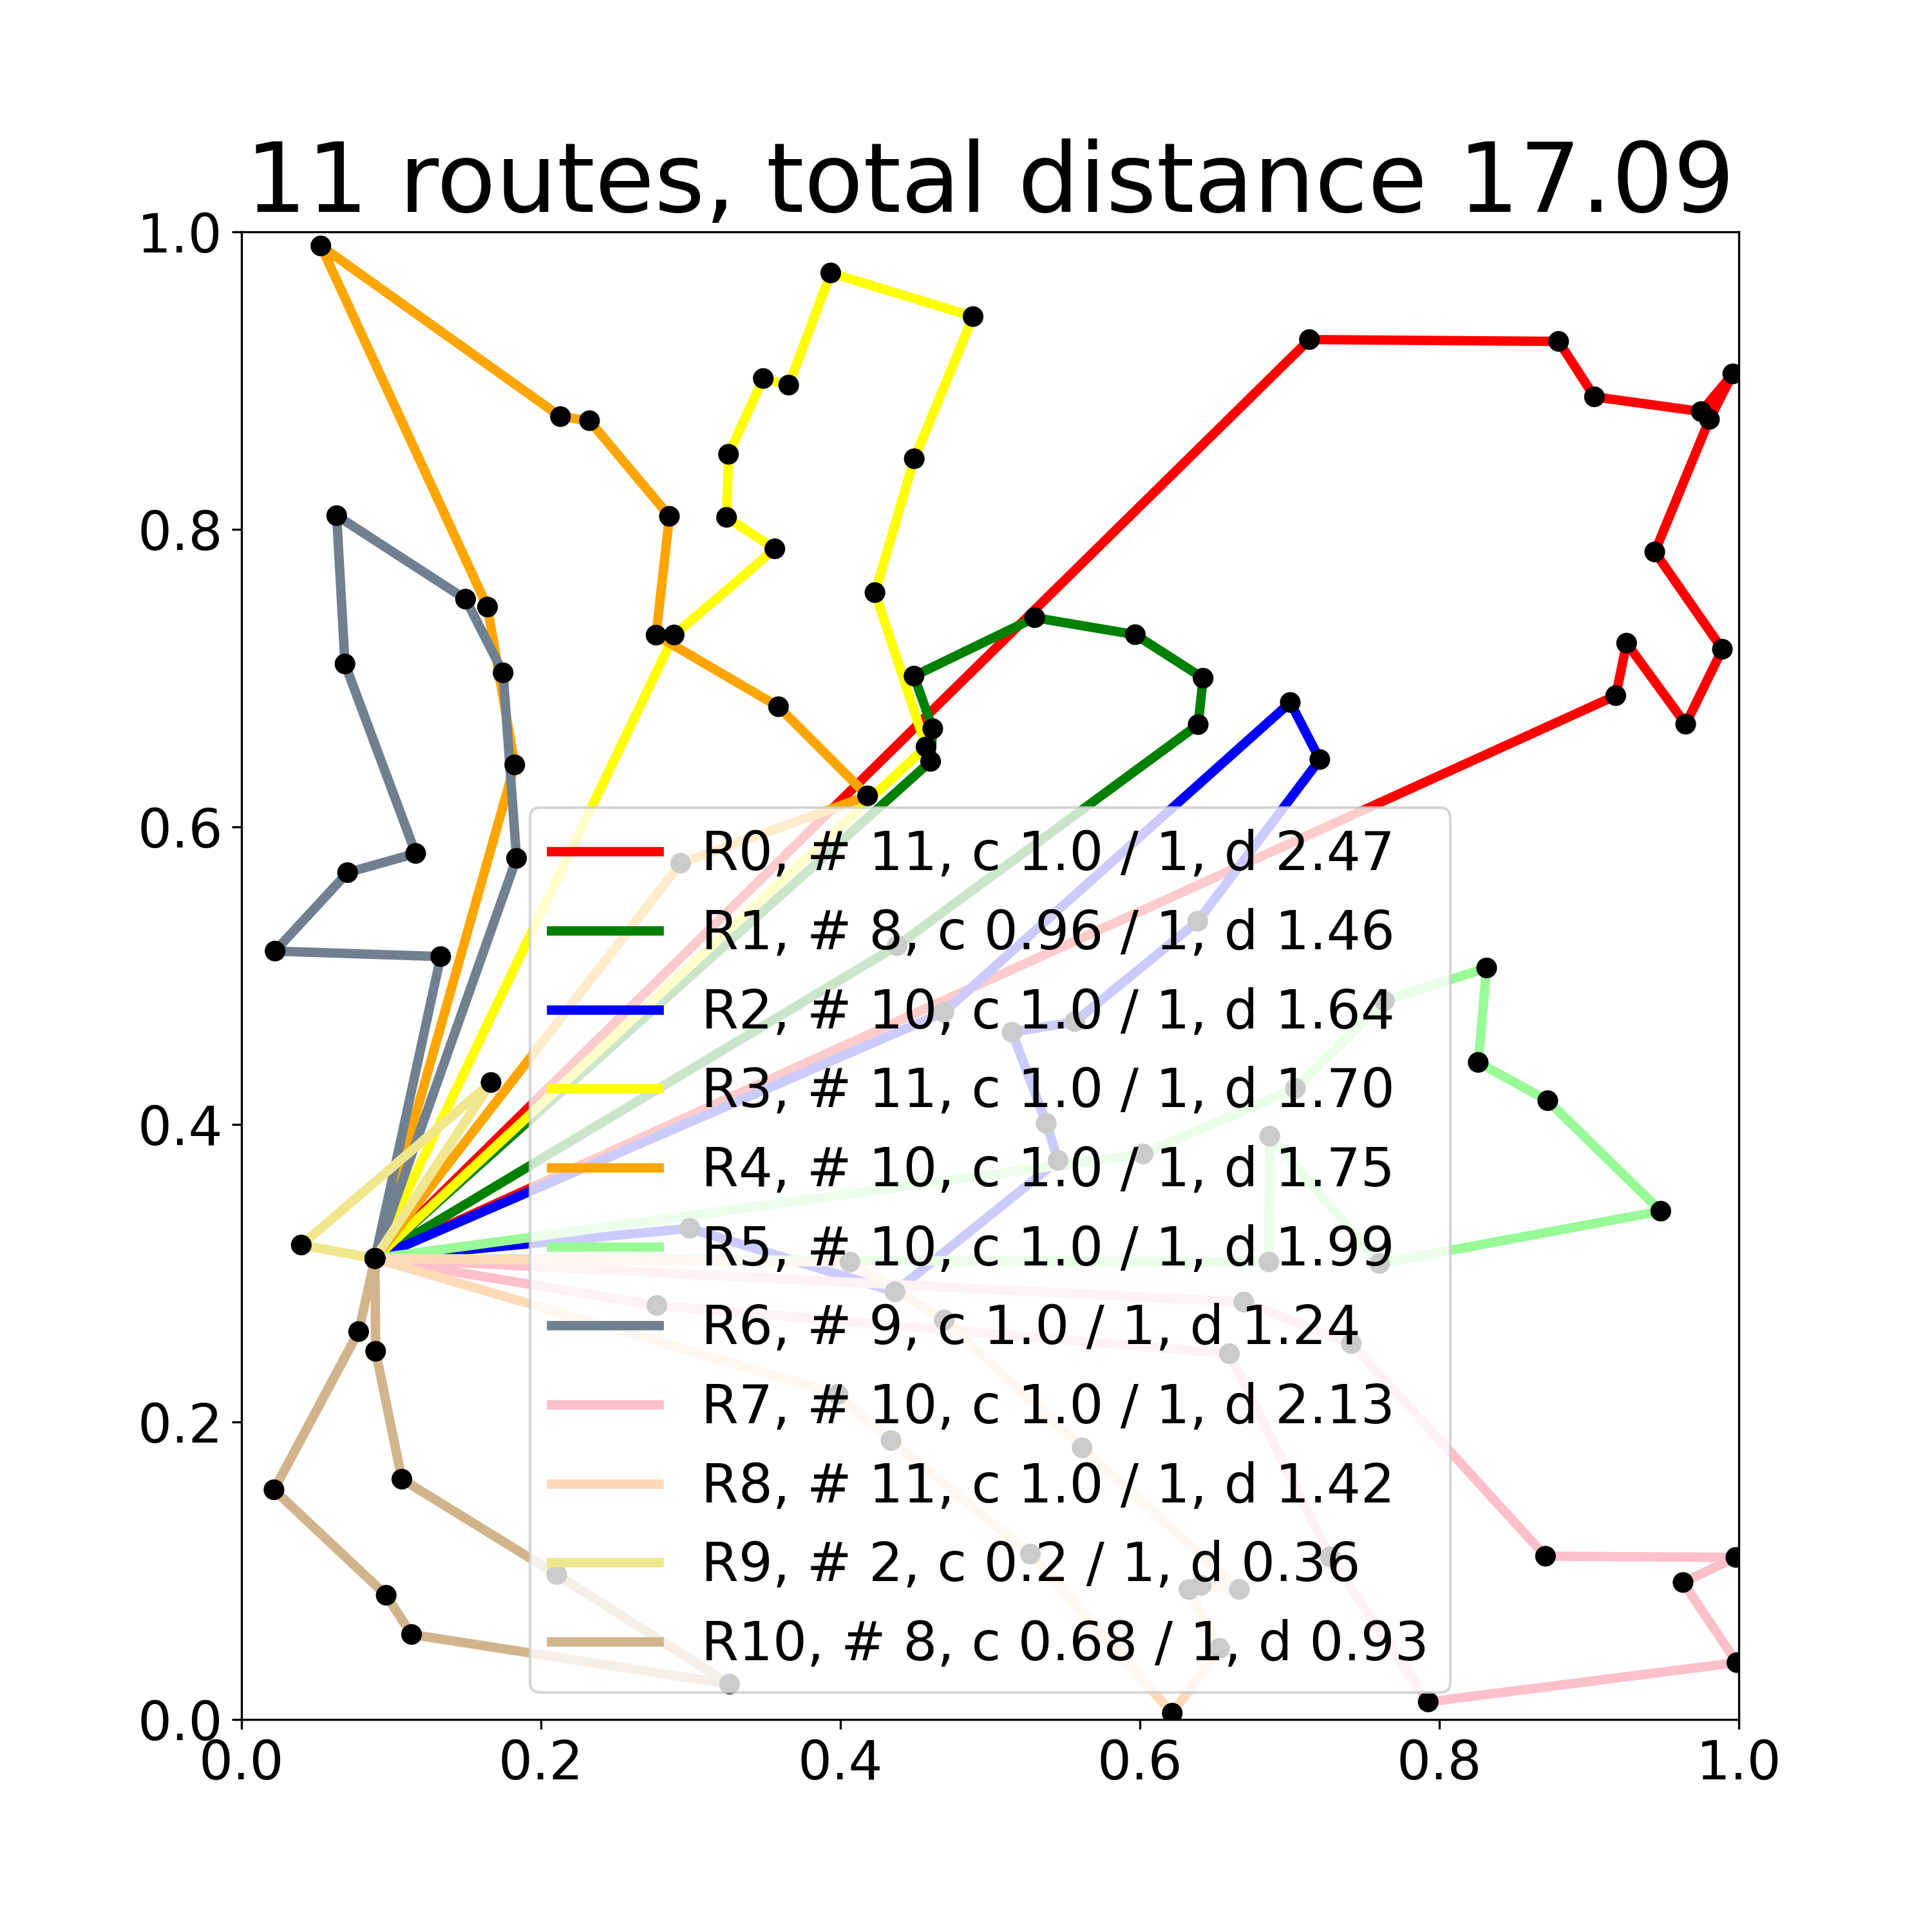 11 routes, total distance 17.09
1.0
0.8
0.6
0.4
0.2
0.0
0.0 0.2 0.4 0.6 0.8 1.0
R0, # 11, c 1.0 / 1, d 2.47
R1, # 8, c 0.96 / 1, d 1.46
R2, # 10, c 1.0 / 1, d 1.64
R3, # 11, c 1.0 / 1, d 1.70
R4, # 10, c 1.0 / 1, d 1.75
R5, # 10, c 1.0 / 1, d 1.99
R6, # 9, c 1.0 / 1, d 1.24
R7, # 10, c 1.0 / 1, d 2.13
R8, # 11, c 1.0 / 1, d 1.42
R9, # 2, c 0.2 / 1, d 0.36
R10, # 8, c 0.68 / 1, d 0.93